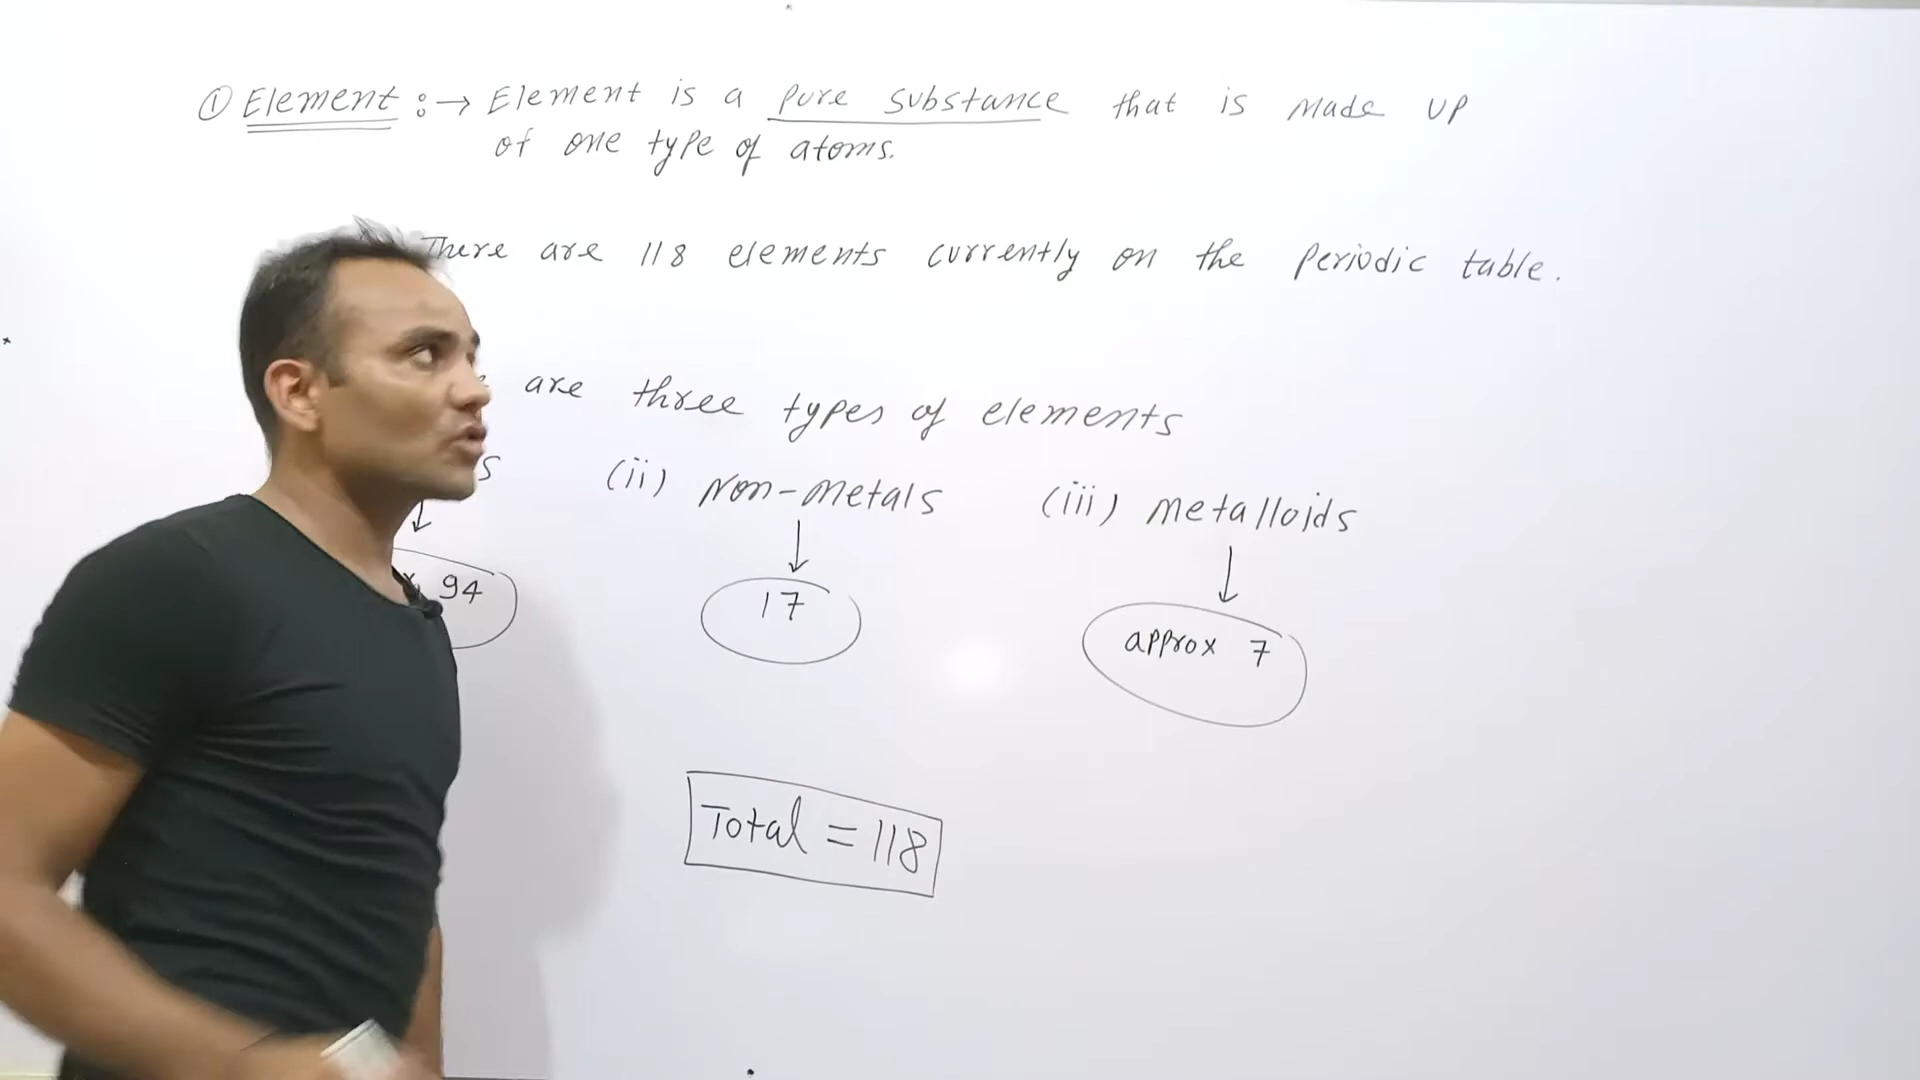 ① Element :→ Element is a pure substance that is made up
of one type of atoms.
There are 118 elements currently on the periodic table.
are three types of elements
(ii) Non-metals (iii) metalloids
94 17 approx 7
Total = 118